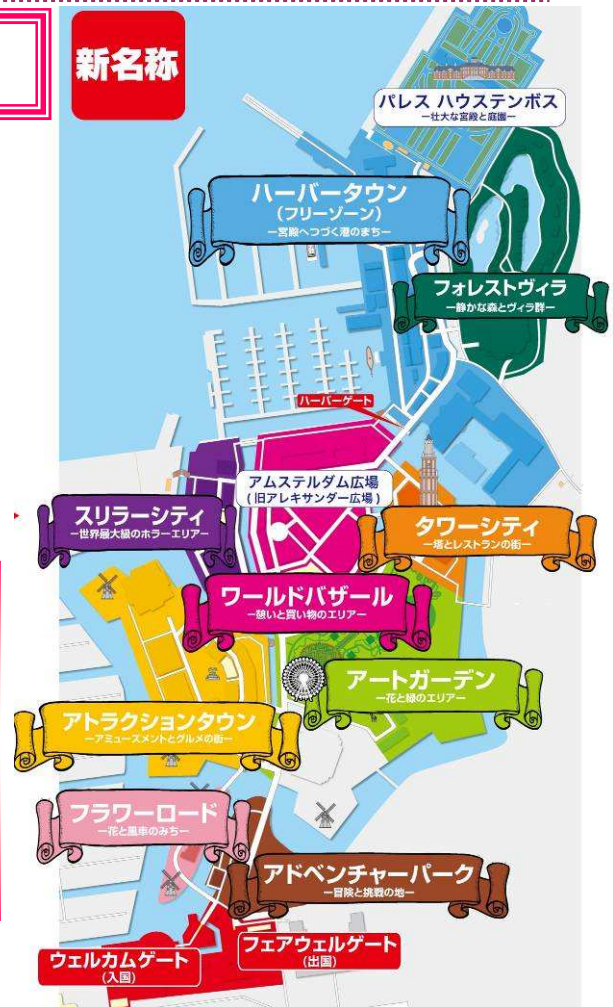 新名称
パレス ハウステンボス
ー壮大な宮殿と庭園ー
ハーバータウン
(フリーゾーン)
ー宮殿へつづく港のまちー
フォレストヴィラ
ー静かな森とヴィラ群ー
ハーバーゲート
アムステルダム広場
(旧アレキサンダー広場)
スリラーシティ
ー世界最大級のホラーエリアー
タワーシティ
ー塔とレストランの街ー
ワールドバザール
ー憩いと買い物のエリアー
アートガーデン
ー花と緑のエリアー
アトラクションタウン
ーアミューズメントとグルメの街ー
フラワーロード
ー花と風車のみちー
アドベンチャーパーク
ー冒険と挑戦の地ー
ウェルカムゲート
(入国)
フェアウェルゲート
(出国)